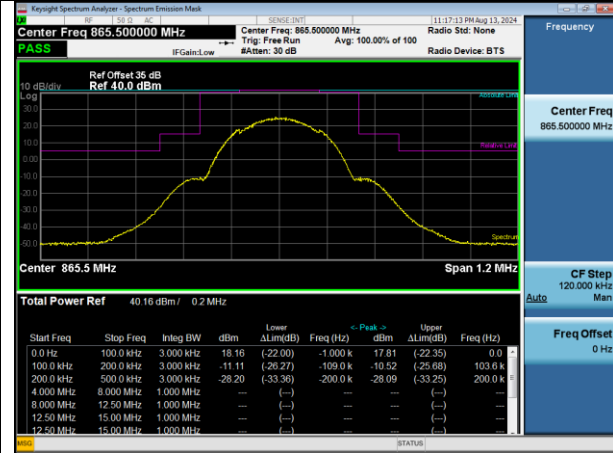 Keysight Spectrum Analyzer - Spectrum Emission Mask
RF 50 Ω AC SENSE:INT 11:17:13 PM Aug 13, 2024
Center Freq 865.500000 MHz Center Freq: 865.500000 MHz Radio Std: None
Trig: Free Run Avg: 100.00% of 100
PASS IFGain:Low #Atten: 30 dB Radio Device: BTS
Ref Offset 35 dB
10 dB/div Ref 40.0 dBm
Log
Absolute Limit
30.0
20.0
10.0
Relative Limit
0.00
-10.0
-20.0
-30.0
-40.0
-50.0
Spectrum
Center 865.5 MHz Span 1.2 MHz
Total Power Ref 40.16 dBm / 0.2 MHz
Lower <- Peak -> Upper
Start Freq Stop Freq Integ BW dBm ΔLim(dB) Freq (Hz) dBm ΔLim(dB) Freq (Hz)
0.0 Hz 100.0 kHz 3.000 kHz 18.16 (-22.00) -1.000 k 17.81 (-22.35) 0.0
100.0 kHz 200.0 kHz 3.000 kHz -11.11 (-26.27) -109.0 k -10.52 (-25.68) 103.6 k
200.0 kHz 500.0 kHz 3.000 kHz -28.20 (-33.36) -200.0 k -28.09 (-33.25) 200.0 k
4.000 MHz 8.000 MHz 1.000 MHz --- (---) --- --- (---) ---
8.000 MHz 12.50 MHz 1.000 MHz --- (---) --- --- (---) ---
12.50 MHz 15.00 MHz 1.000 MHz --- (---) --- --- (---) ---
12.50 MHz 15.00 MHz 1.000 MHz --- (---) --- --- (---) ---
MSG STATUS
Frequency
Center Freq
865.500000 MHz
CF Step
120.000 kHz
Auto Man
Freq Offset
0 Hz